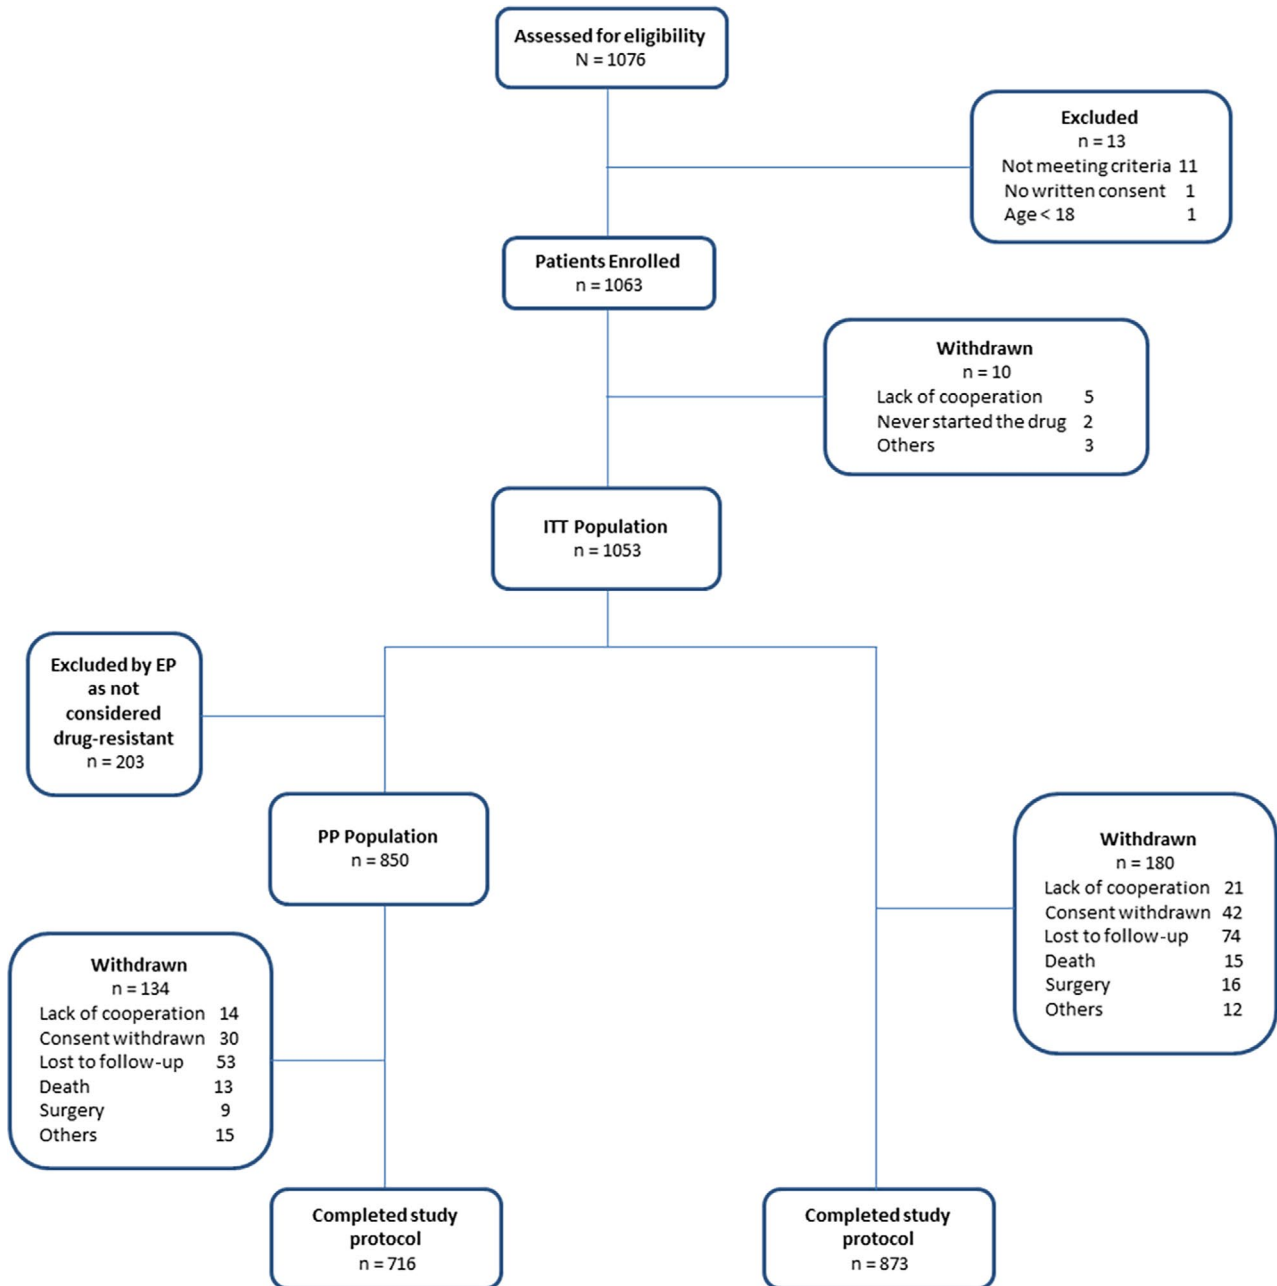 Assessed for eligibility
N = 1076
Excluded
n = 13
Not meeting criteria 11
No written consent 1
Age < 18 1
Patients Enrolled
n = 1063
Withdrawn
n = 10
Lack of cooperation 5
Never started the drug 2
Others 3
ITT Population
n = 1053
Excluded by EP
as not
considered
drug-resistant
n = 203
PP Population
n = 850
Withdrawn
n = 180
Lack of cooperation 21
Consent withdrawn 42
Lost to follow-up 74
Death 15
Surgery 16
Others 12
Withdrawn
n = 134
Lack of cooperation 14
Consent withdrawn 30
Lost to follow-up 53
Death 13
Surgery 9
Others 15
Completed study
protocol
n = 716
Completed study
protocol
n = 873